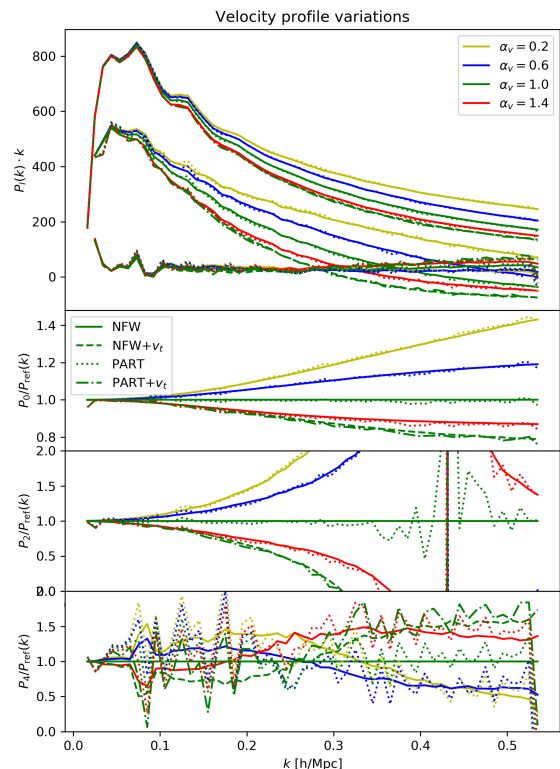 Velocity profile variations
α_v = 0.2
α_v = 0.6
α_v = 1.0
α_v = 1.4
P_l(k) · k
800
600
400
200
0
NFW
NFW+v_t
PART
PART+v_t
P_0/P_ref(k)
1.4
1.2
1.0
0.8
P_2/P_ref(k)
2.0
1.5
1.0
0.5
0.0
P_4/P_ref(k)
2.0
1.5
1.0
0.5
0.0
0.0 0.1 0.2 0.3 0.4 0.5
k [h/Mpc]